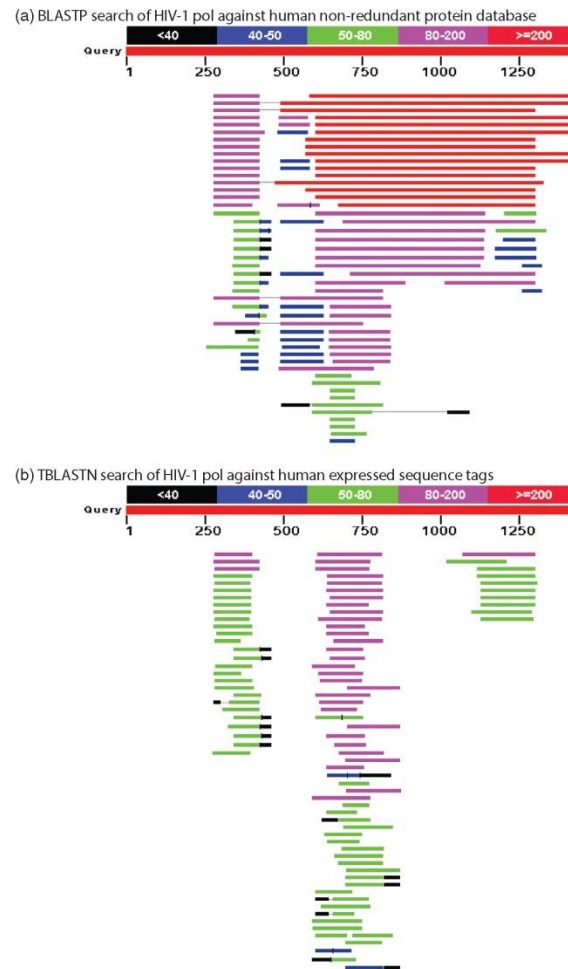 (a) BLASTP search of HIV-1 pol against human non-redundant protein database
<40 40-50 50-80 80-200 >=200
Query
0 250 500 750 1000 1250
(b) TBLASTN search of HIV-1 pol against human expressed sequence tags
<40 40-50 50-80 80-200 >=200
Query
0 250 500 750 1000 1250